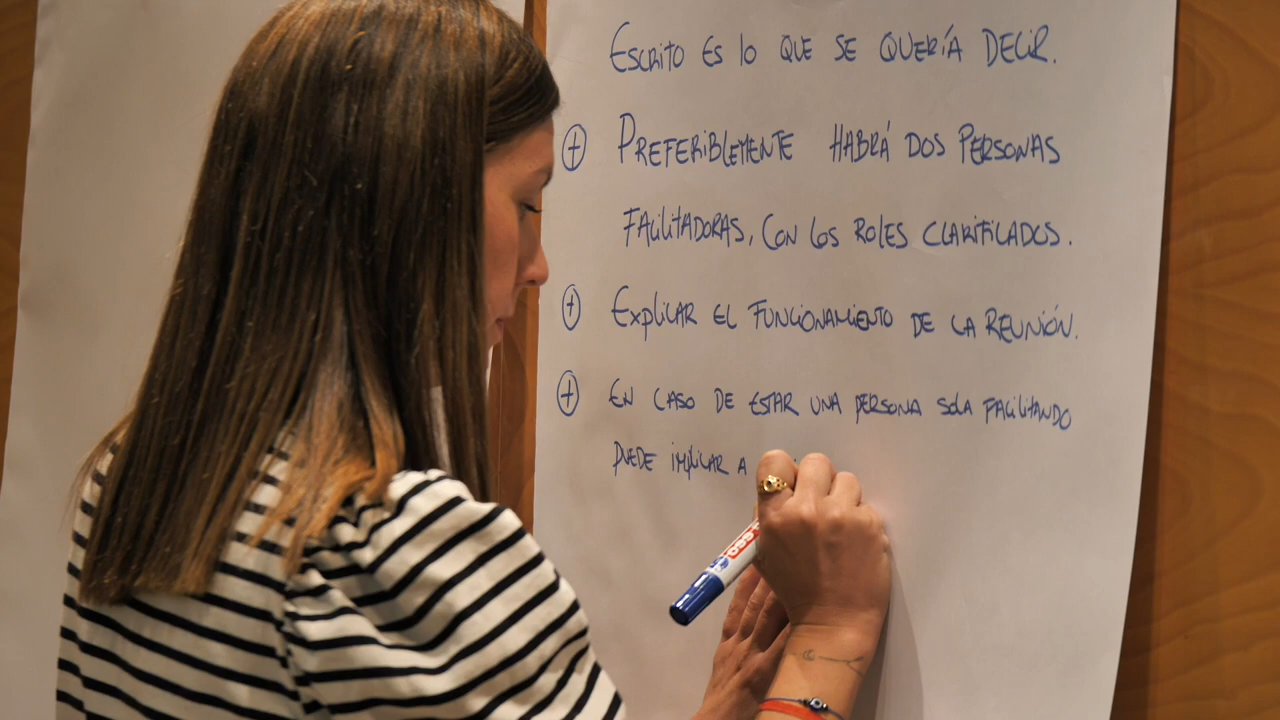 Escrito es lo que se quería decir.
⊕ Preferiblemente habrá dos personas
facilitadoras, con los roles clarificados.
⊕ Explicar el funcionamiento de la reunión.
⊕ En caso de estar una persona sola facilitando
puede implicar a
edding